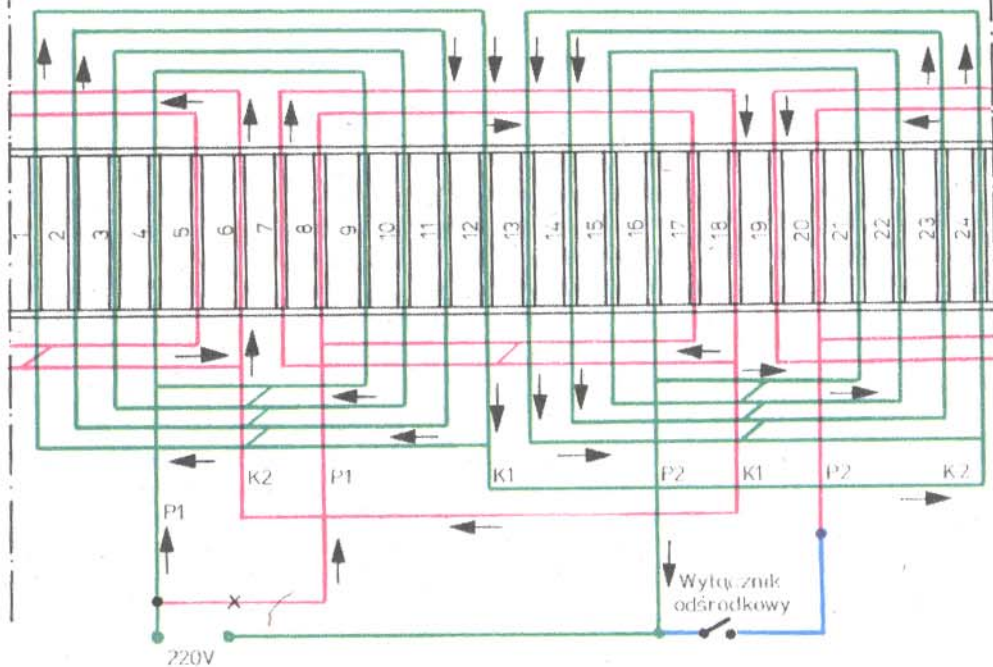 1 2 3 4 5 6 7 8 9 10 11 12 13 14 15 16 17 18 19 20 21 22 23 24
K2 P1 K1 P2 K1 P2 K2
P1
Wyłącznik
odśrodkowy
220V